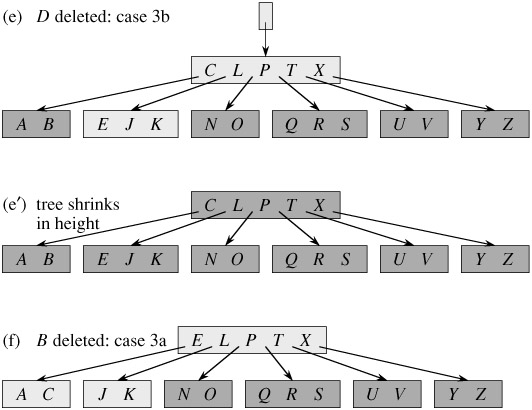 (e) D deleted: case 3b
C L P T X
A B E J K N O Q R S U V Y Z
(e′) tree shrinks
in height
C L P T X
A B E J K N O Q R S U V Y Z
(f) B deleted: case 3a
E L P T X
A C J K N O Q R S U V Y Z